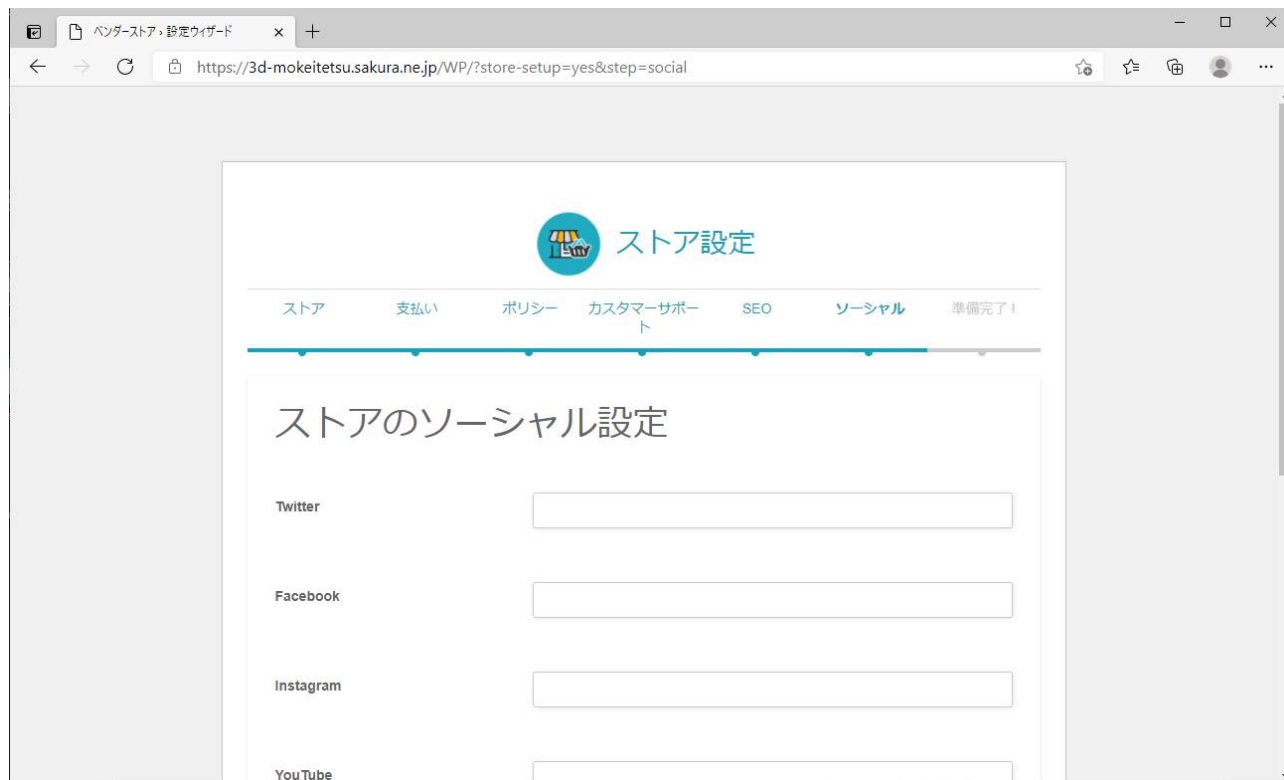 ベンダーストア › 設定ウィザード
https://3d-mokeitetsu.sakura.ne.jp/WP/?store-setup=yes&step=social
ストア設定
ストア 支払い ポリシー カスタマーサポー SEO ソーシャル 準備完了!
ト
ストアのソーシャル設定
Twitter
Facebook
Instagram
YouTube